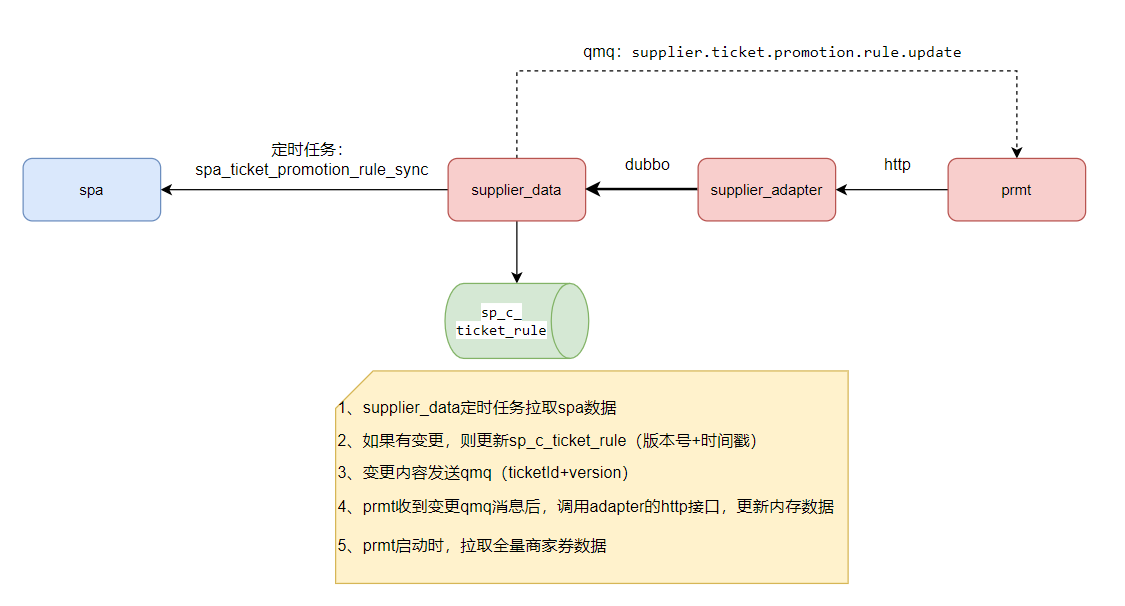 qmq：supplier.ticket.promotion.rule.update
定时任务：
spa_ticket_promotion_rule_sync
dubbo
http
spa
supplier_data
supplier_adapter
prmt
sp_c_
ticket_rule
1、supplier_data定时任务拉取spa数据
2、如果有变更，则更新sp_c_ticket_rule（版本号+时间戳）
3、变更内容发送qmq（ticketId+version）
4、prmt收到变更qmq消息后，调用adapter的http接口，更新内存数据
5、prmt启动时，拉取全量商家券数据